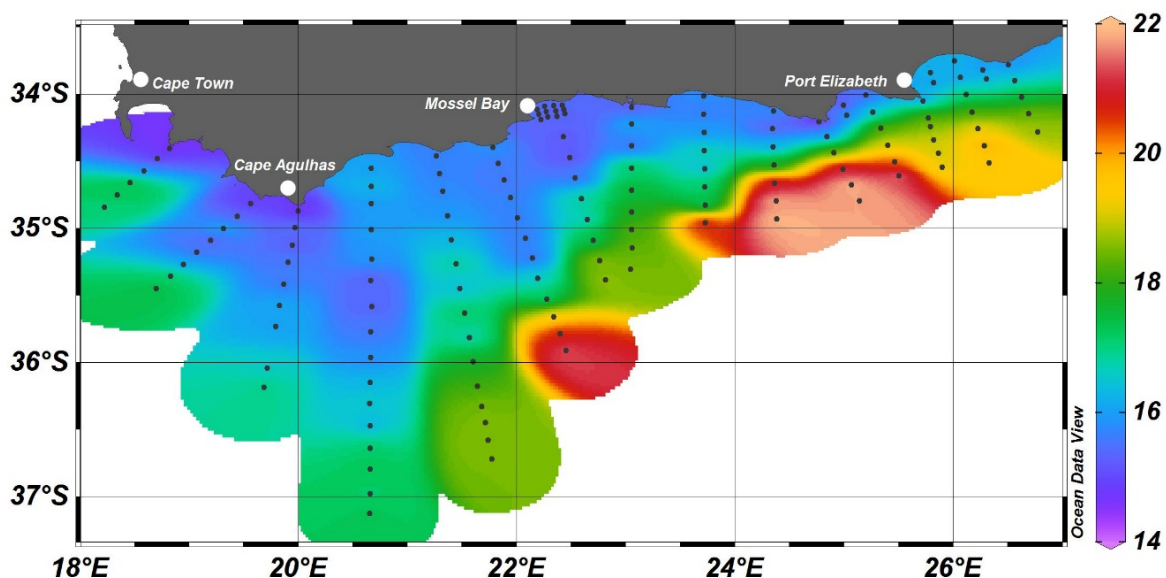 Cape Town
Mossel Bay
Port Elizabeth
Cape Agulhas
34°S
35°S
36°S
37°S
18°E
20°E
22°E
24°E
26°E
Ocean Data View
22
20
18
16
14